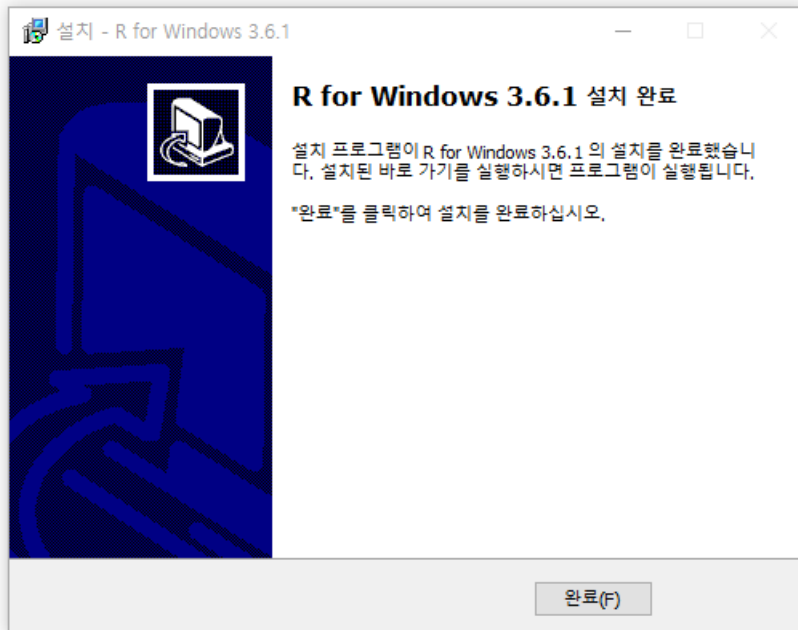 설치 - R for Windows 3.6.1
R for Windows 3.6.1 설치 완료
설치 프로그램이 R for Windows 3.6.1 의 설치를 완료했습니
다. 설치된 바로 가기를 실행하시면 프로그램이 실행됩니다.
"완료"를 클릭하여 설치를 완료하십시오.
완료(F)